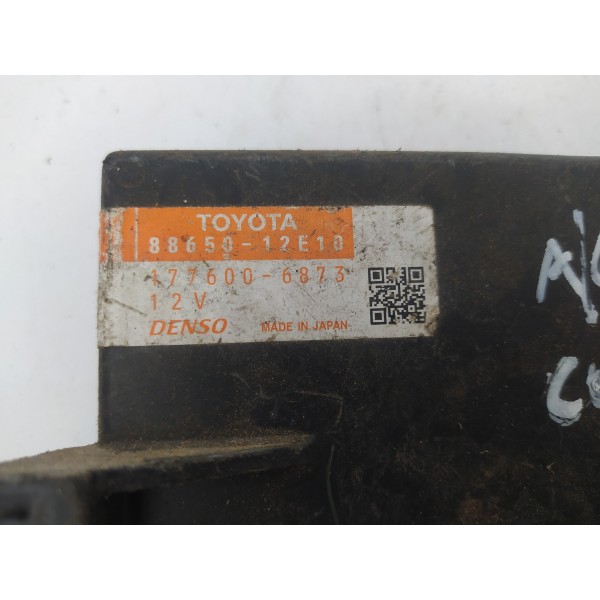 TOYOTA
88650-12E10
177600-6873
12V
DENSO MADE IN JAPAN
A/C